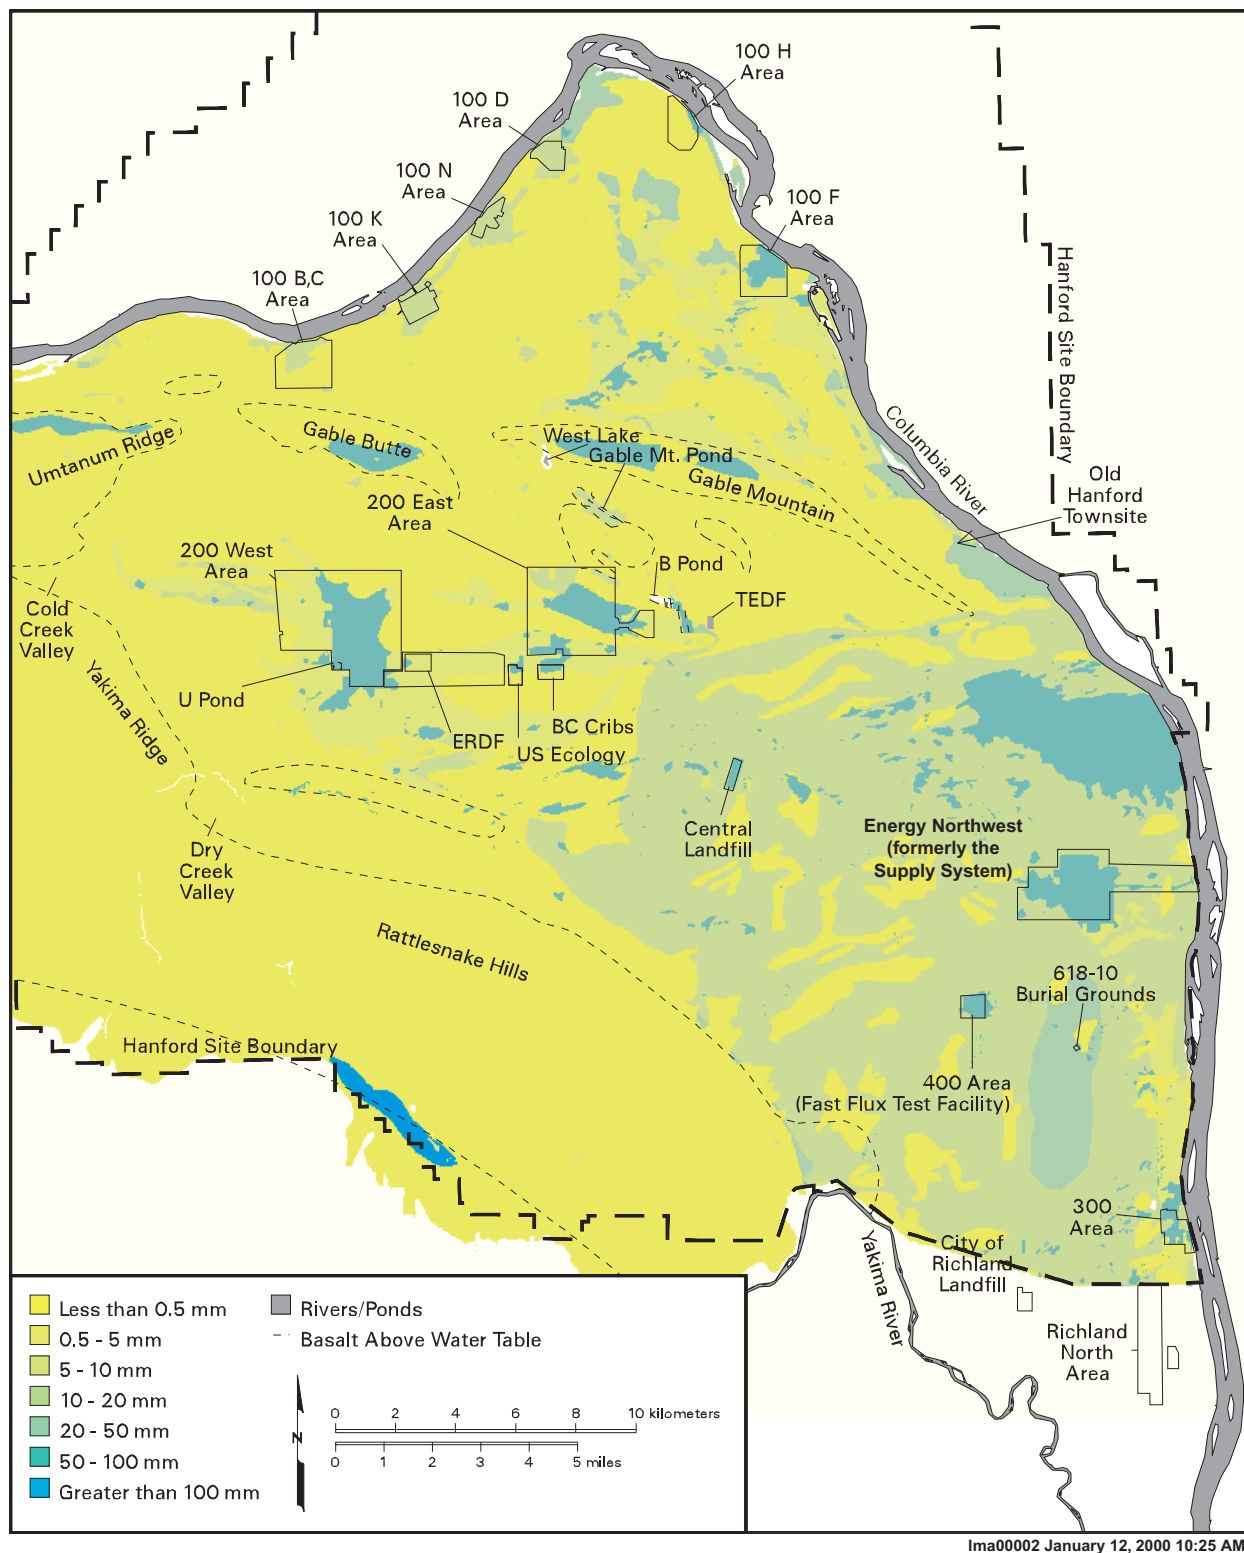 100 H
Area
100 D
Area
100 N
Area
100 K
Area
100 F
Area
100 B,C
Area
Hanford Site Boundary
Columbia River
Umtanum Ridge
Gable Butte
West Lake
Gable Mt. Pond
Gable Mountain
Old
Hanford
Townsite
200 East
Area
200 West
Area
B Pond
TEDF
Cold
Creek
Valley
Yakima Ridge
U Pond
ERDF
BC Cribs
US Ecology
Central
Landfill
Energy Northwest
(formerly the
Supply System)
Dry
Creek
Valley
Rattlesnake Hills
618-10
Burial Grounds
Hanford Site Boundary
400 Area
(Fast Flux Test Facility)
300
Area
City of
Richland
Landfill
Yakima River
Richland
North
Area
Less than 0.5 mm
0.5 - 5 mm
5 - 10 mm
10 - 20 mm
20 - 50 mm
50 - 100 mm
Greater than 100 mm
Rivers/Ponds
Basalt Above Water Table
N
0 2 4 6 8 10 kilometers
0 1 2 3 4 5 miles
lma00002 January 12, 2000 10:25 AM